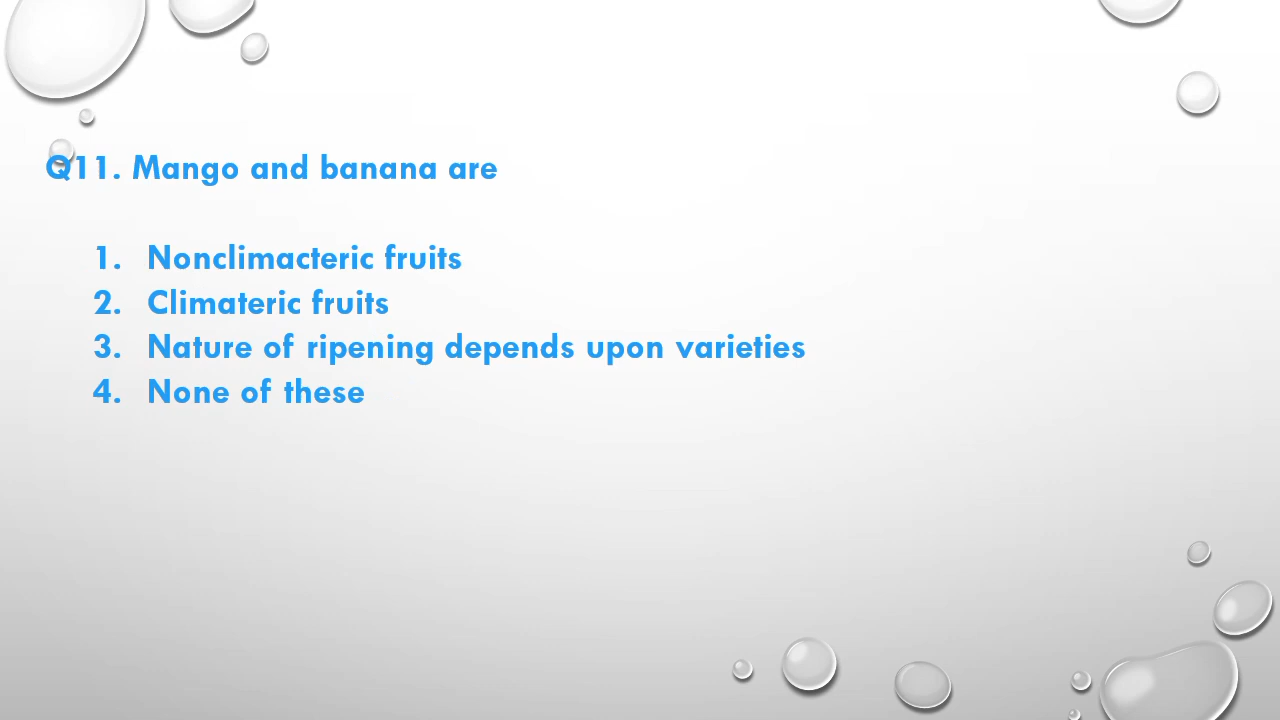 Q11. Mango and banana are
1. Nonclimacteric fruits
2. Climateric fruits
3. Nature of ripening depends upon varieties
4. None of these